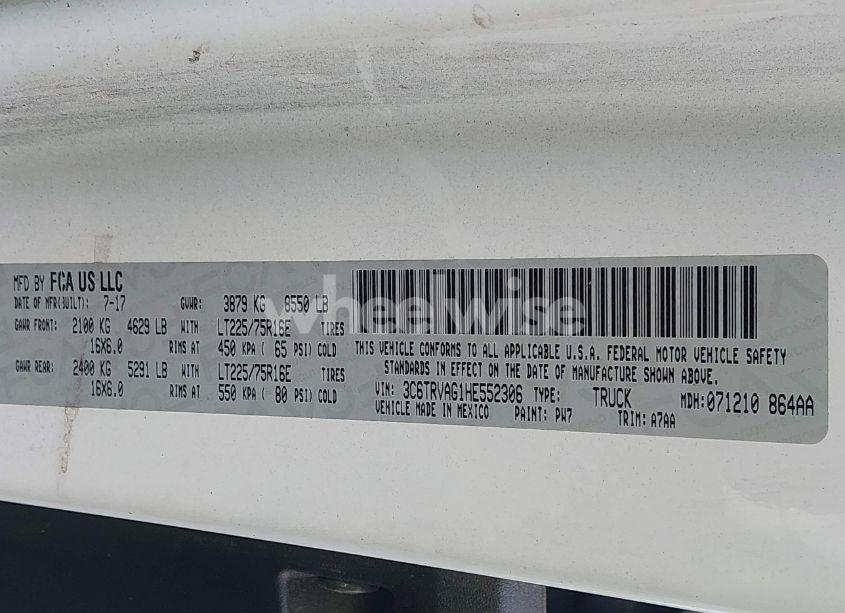 MFD BY FCA US LLC
DATE OF MFR(BUILT): 7-17 GVWR: 3879 KG 8550 LB
GAWR FRONT: 2100 KG 4629 LB WITH LT225/75R16E TIRES
16X6.0 RIMS AT 450 KPA ( 65 PSI) COLD
GAWR REAR: 2400 KG 5291 LB WITH LT225/75R16E TIRES
16X6.0 RIMS AT 550 KPA ( 80 PSI) COLD
wheelwise
THIS VEHICLE CONFORMS TO ALL APPLICABLE U.S.A. FEDERAL MOTOR VEHICLE SAFETY
STANDARDS IN EFFECT ON THE DATE OF MANUFACTURE SHOWN ABOVE.
VIN: 3C6TRVAG1HE552306 TYPE: TRUCK MDH:071210 864AA
VEHICLE MADE IN MEXICO PAINT: PW7 TRIM: A7AA